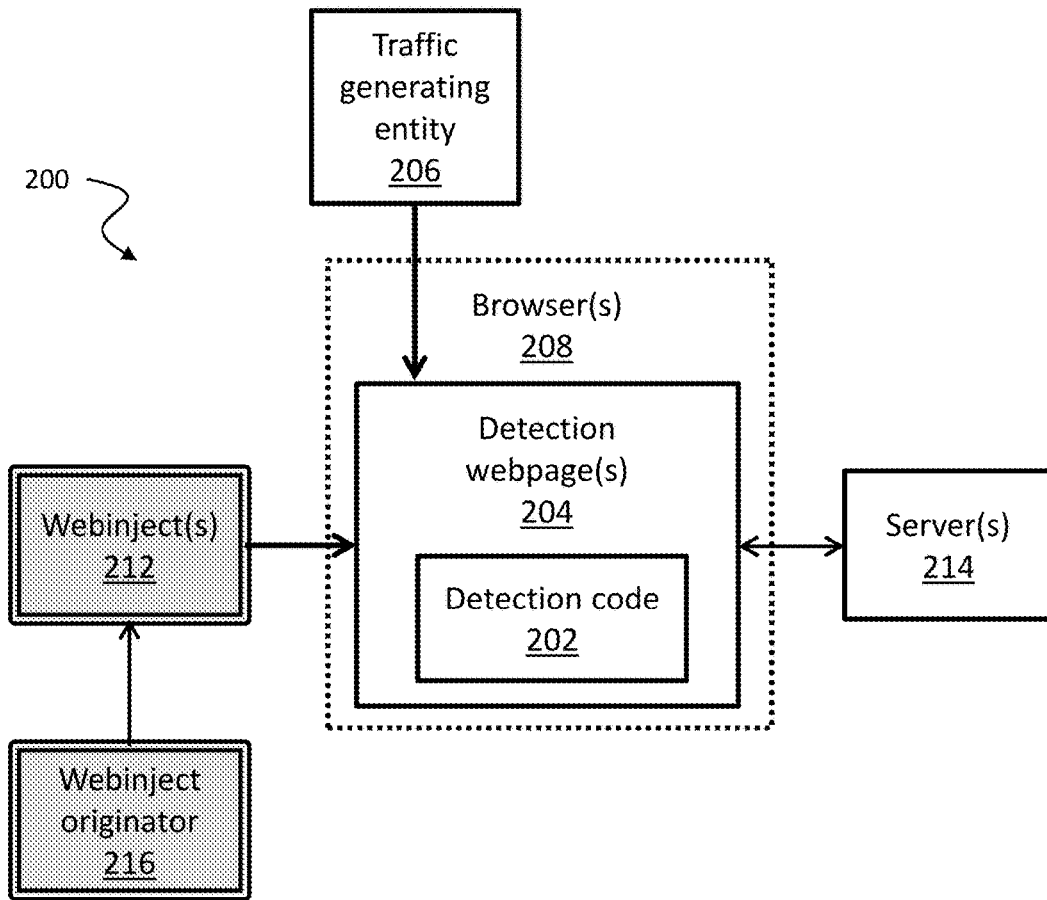 Traffic
generating
entity
206
200
Browser(s)
208
Detection
webpage(s)
204
Detection code
202
Webinject(s)
212
Server(s)
214
Webinject
originator
216